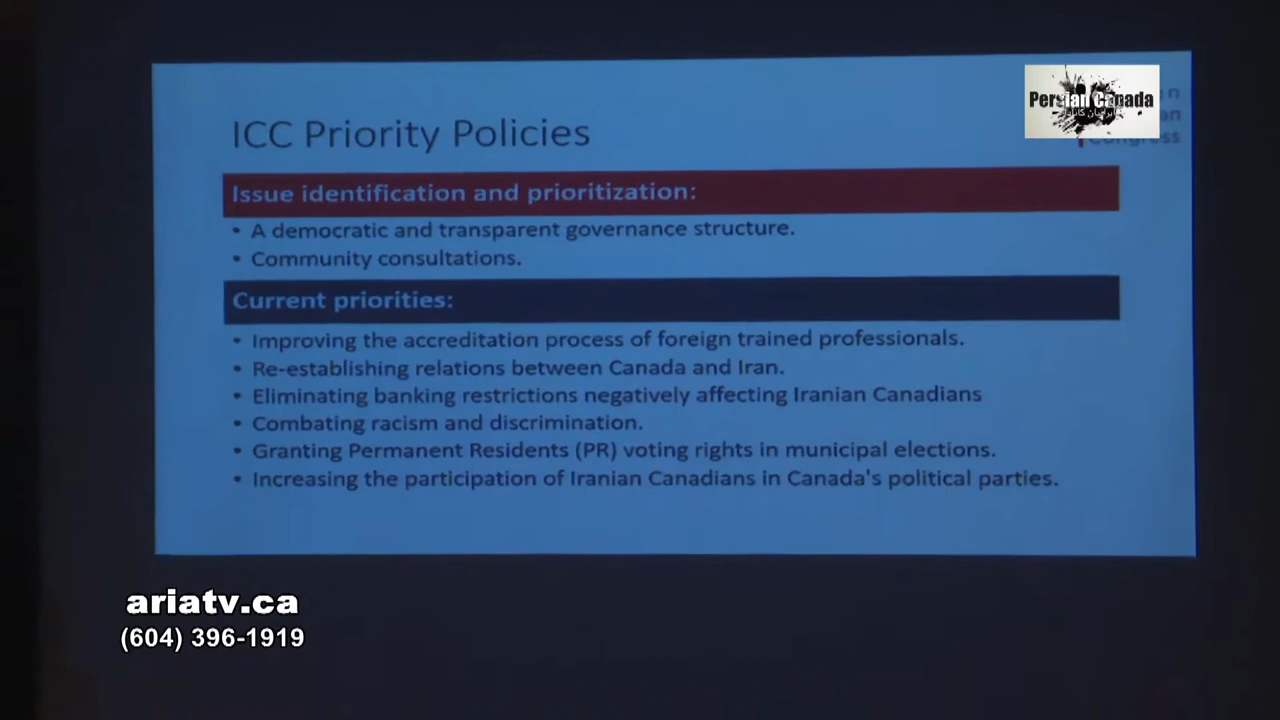 Persian Canada
ایرانیان کانادا
Congress
ICC Priority Policies
Issue identification and prioritization:
• A democratic and transparent governance structure.
• Community consultations.
Current priorities:
• Improving the accreditation process of foreign trained professionals.
• Re-establishing relations between Canada and Iran.
• Eliminating banking restrictions negatively affecting Iranian Canadians
• Combating racism and discrimination.
• Granting Permanent Residents (PR) voting rights in municipal elections.
• Increasing the participation of Iranian Canadians in Canada's political parties.
ariatv.ca
(604) 396-1919